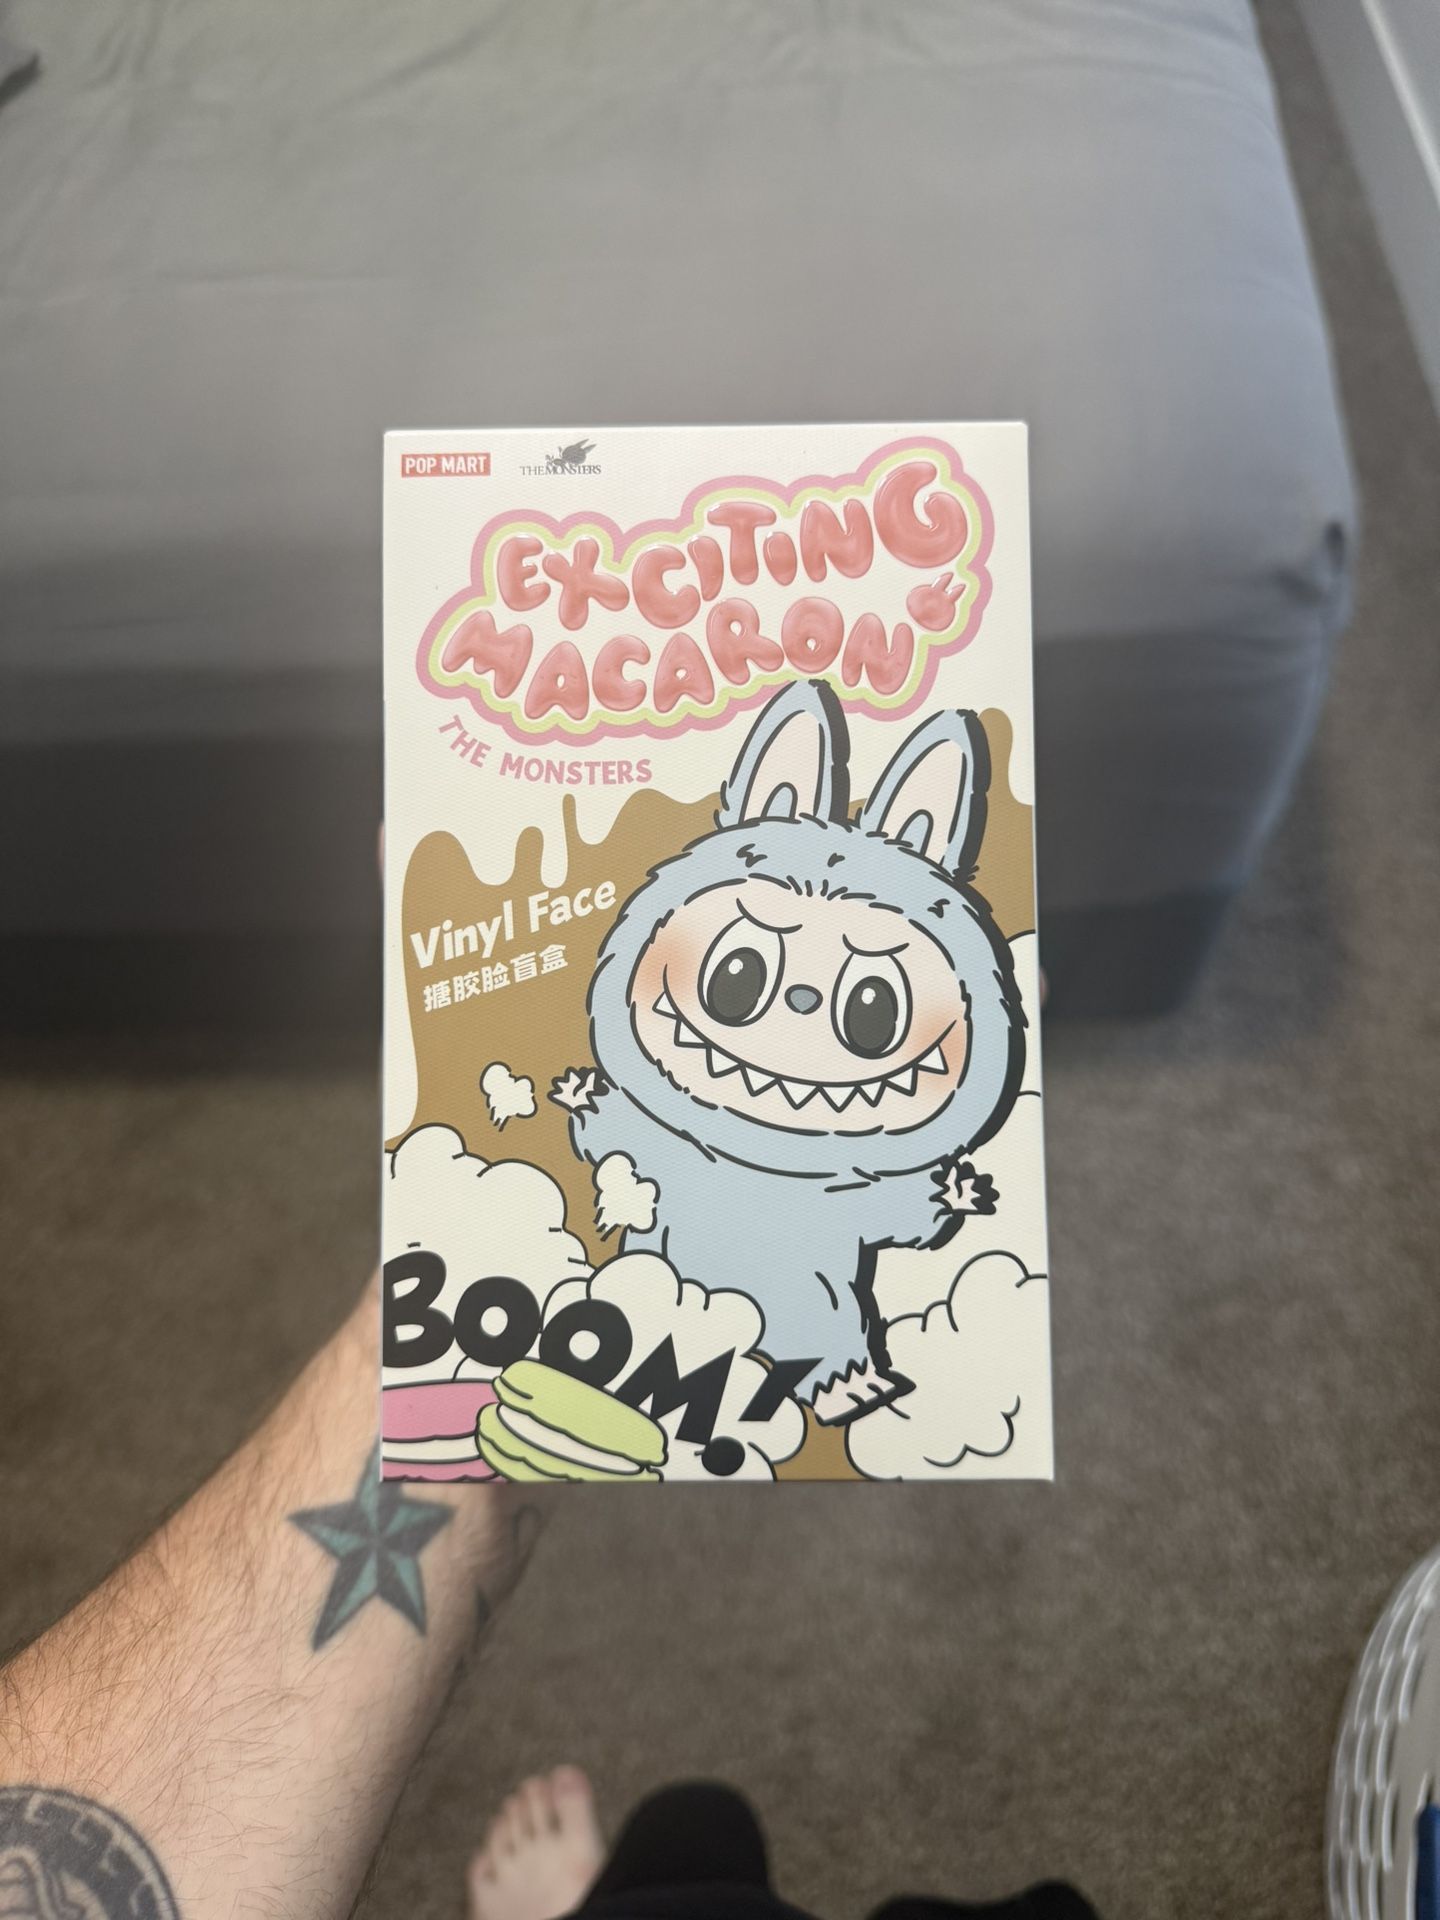 POP MART
THE MONSTERS
EXCITING
MACARON
THE MONSTERS
Vinyl Face
搪胶脸盲盒
BOOM!